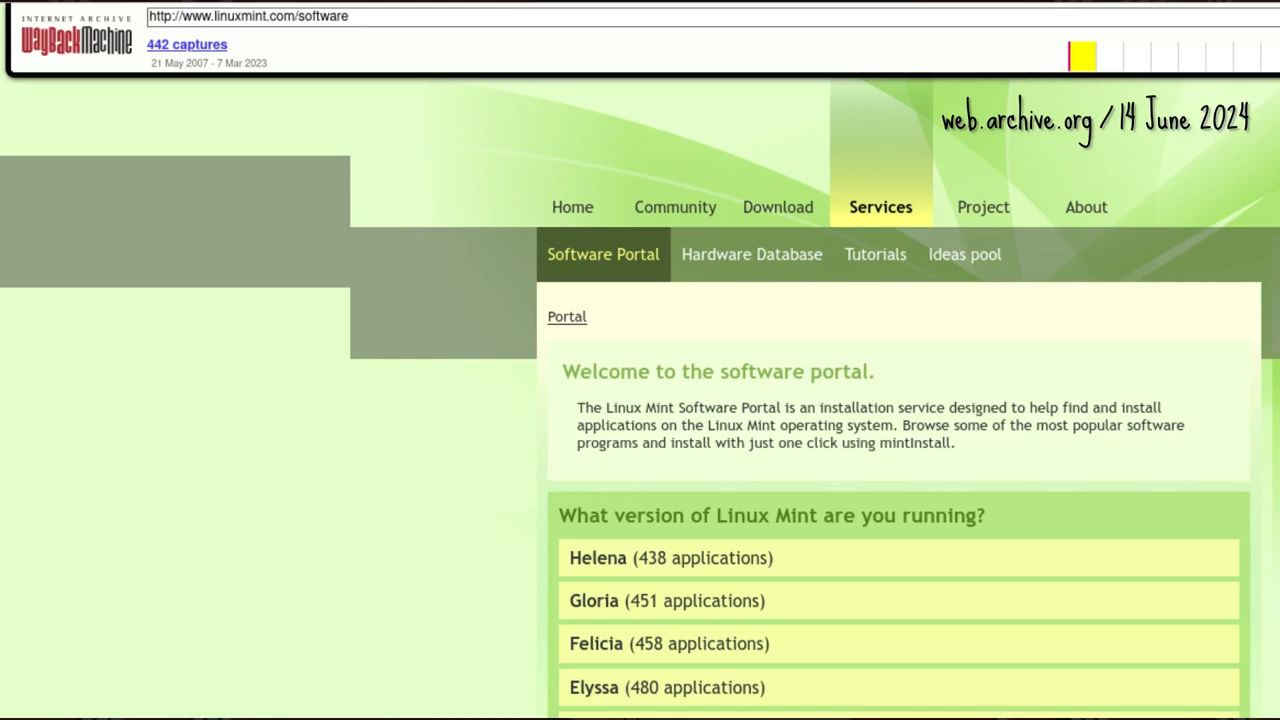 INTERNET ARCHIVE
WayBackMachine
http://www.linuxmint.com/software
442 captures
21 May 2007 - 7 Mar 2023
web.archive.org / 14 June 2024
Home Community Download Services Project About
Software Portal Hardware Database Tutorials Ideas pool
Portal
Welcome to the software portal.
The Linux Mint Software Portal is an installation service designed to help find and install
applications on the Linux Mint operating system. Browse some of the most popular software
programs and install with just one click using mintInstall.
What version of Linux Mint are you running?
Helena (438 applications)
Gloria (451 applications)
Felicia (458 applications)
Elyssa (480 applications)